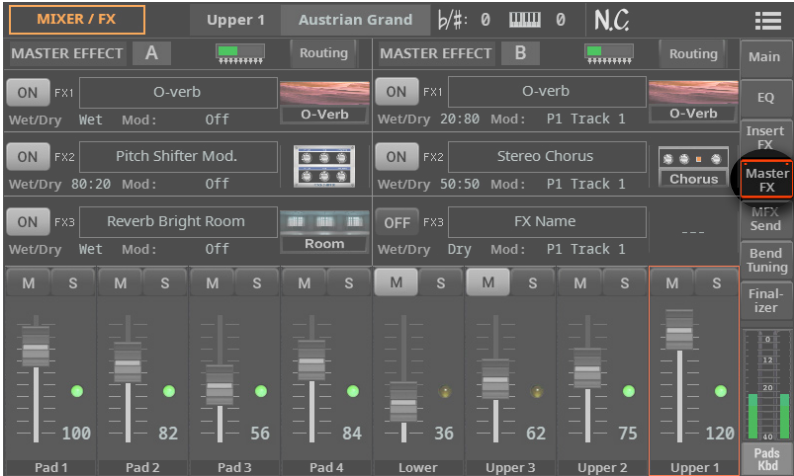 MIXER / FX Upper 1 Austrian Grand ♭/#: 0 0 N.C.
MASTER EFFECT A Routing MASTER EFFECT B Routing Main
ON FX1 O-verb O-Verb ON FX1 O-verb O-Verb EQ
Wet/Dry Wet Mod: Off Wet/Dry 20:80 Mod: P1 Track 1
Insert
FX
ON FX2 Pitch Shifter Mod. ON FX2 Stereo Chorus Chorus
Wet/Dry 80:20 Mod: Off Wet/Dry 50:50 Mod: P1 Track 1
Master
FX
ON FX3 Reverb Bright Room Room OFF FX3 FX Name ---
Wet/Dry Wet Mod: Off Wet/Dry Dry Mod: P1 Track 1
MFX
Send
Bend
Tuning
M S M S M S M S M S M S M S M S
Final-
izer
0
12
20
40
100 82 56 84 36 62 75 120
Pad 1 Pad 2 Pad 3 Pad 4 Lower Upper 3 Upper 2 Upper 1
Pads
Kbd